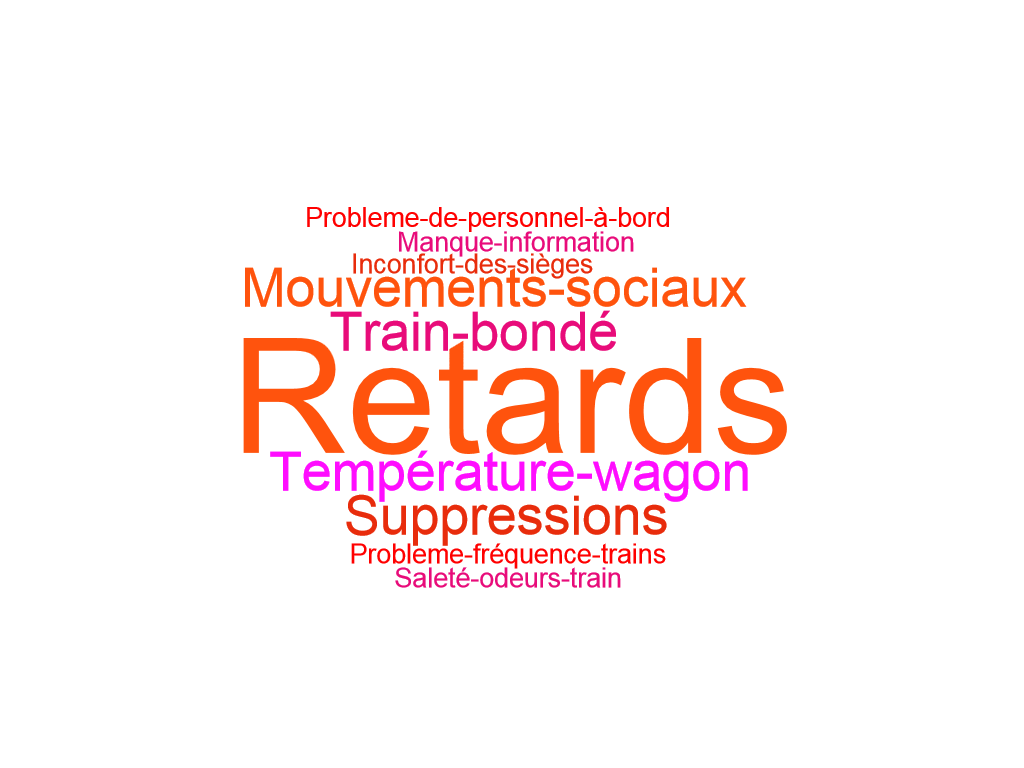 Probleme-de-personnel-à-bord
Manque-information
Inconfort-des-sièges
Mouvements-sociaux
Train-bondé
Retards
Température-wagon
Suppressions
Probleme-fréquence-trains
Saleté-odeurs-train